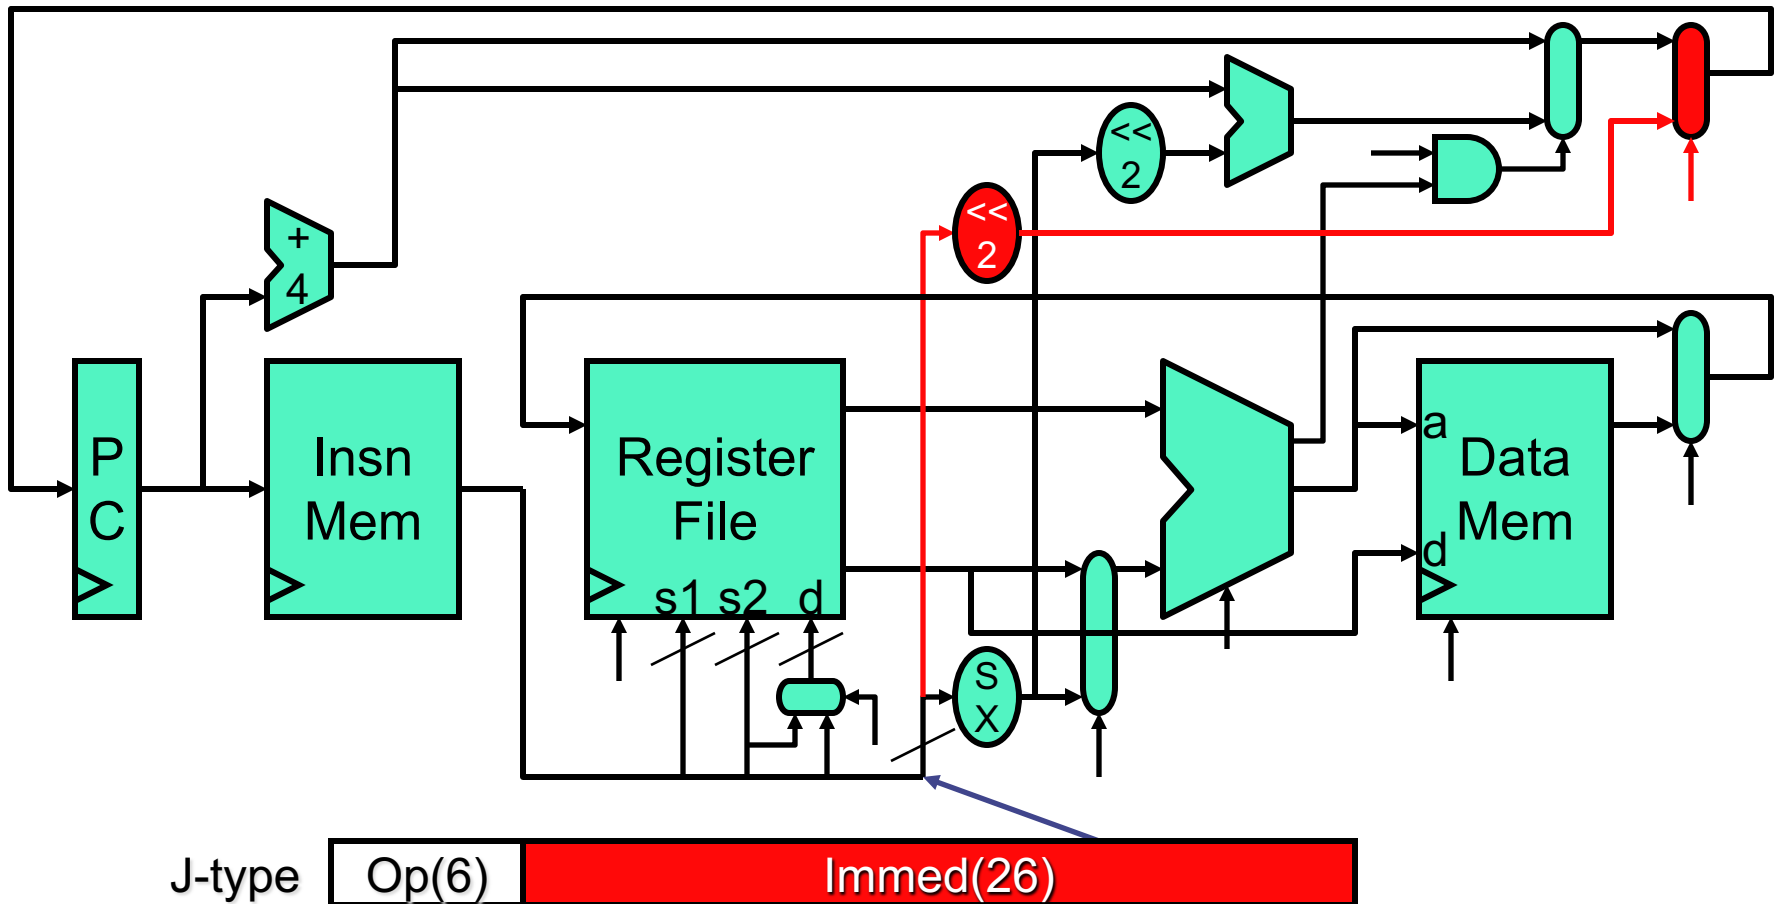 <<
2
<<
2
+
4
P
C
Insn
Mem
Register
File
s1 s2 d
a
Data
Mem
d
S
X
J-type Op(6) Immed(26)